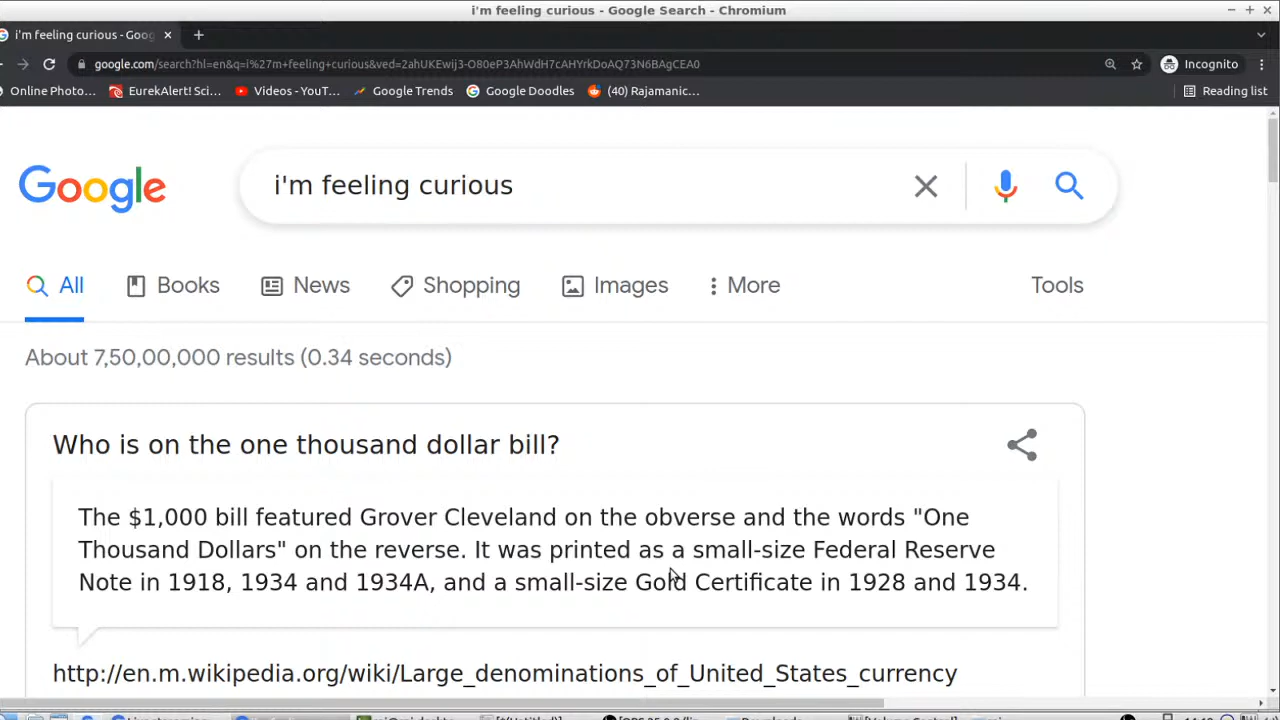 i'm feeling curious - Google Search - Chromium
i'm feeling curious - Goog
google.com/search?hl=en&q=i%27m+feeling+curious&ved=2ahUKEwij3-O80eP3AhWdH7cAHYrkDoAQ73N6BAgCEA0
Incognito
Online Photo...
EurekAlert! Sci...
Videos - YouT...
Google Trends
Google Doodles
(40) Rajamanic...
Reading list
Google
i'm feeling curious
All
Books
News
Shopping
Images
More
Tools
About 7,50,00,000 results (0.34 seconds)
Who is on the one thousand dollar bill?
The $1,000 bill featured Grover Cleveland on the obverse and the words "One
Thousand Dollars" on the reverse. It was printed as a small-size Federal Reserve
Note in 1918, 1934 and 1934A, and a small-size Gold Certificate in 1928 and 1934.
http://en.m.wikipedia.org/wiki/Large_denominations_of_United_States_currency